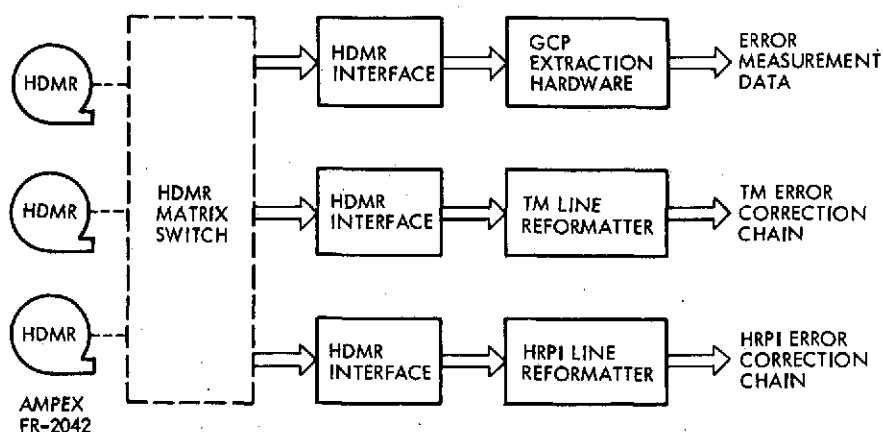 HDMR
HDMR
HDMR
AMPEX
FR-2042
HDMR
MATRIX
SWITCH
HDMR
INTERFACE
GCP
EXTRACTION
HARDWARE
ERROR
MEASUREMENT
DATA
HDMR
INTERFACE
TM LINE
REFORMATTER
TM ERROR
CORRECTION
CHAIN
HDMR
INTERFACE
HRPI LINE
REFORMATTER
HRPI ERROR
CORRECTION
CHAIN